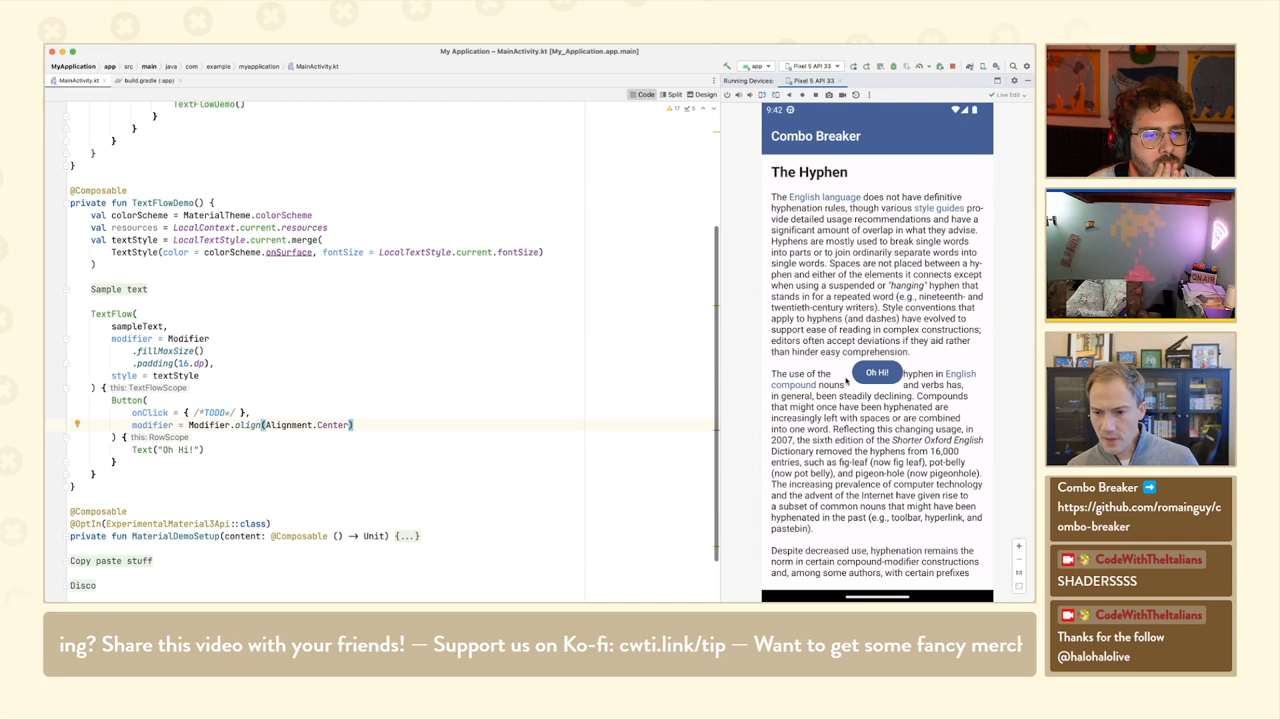 My Application – MainActivity.kt [My_Application.app.main]
MyApplication app src main java com example myapplication MainActivity.kt
app Pixel 5 API 33
MainActivity.kt build.gradle (:app)
Running Devices: Pixel 5 API 33
Code Split Design
Live Edit
17 5
TextFlowDemo()
}
}
}
}
}
@Composable
private fun TextFlowDemo() {
val colorScheme = MaterialTheme.colorScheme
val resources = LocalContext.current.resources
val textStyle = LocalTextStyle.current.merge(
TextStyle(color = colorScheme.onSurface, fontSize = LocalTextStyle.current.fontSize)
)
Sample text
TextFlow(
sampleText,
modifier = Modifier
.fillMaxSize()
.padding(16.dp),
style = textStyle
) { this: TextFlowScope
Button(
onClick = { /*TODO*/ },
modifier = Modifier.align(Alignment.Center)
) { this: RowScope
Text("Oh Hi!")
}
}
}
@Composable
@OptIn(ExperimentalMaterial3Api::class)
private fun MaterialDemoSetup(content: @Composable () → Unit) {...}
Copy paste stuff
Disco
9:42
Combo Breaker
The Hyphen
The English language does not have definitive
hyphenation rules, though various style guides pro-
vide detailed usage recommendations and have a
significant amount of overlap in what they advise.
Hyphens are mostly used to break single words
into parts or to join ordinarily separate words into
single words. Spaces are not placed between a hy-
phen and either of the elements it connects except
when using a suspended or "hanging" hyphen that
stands in for a repeated word (e.g., nineteenth- and
twentieth-century writers). Style conventions that
apply to hyphens (and dashes) have evolved to
support ease of reading in complex constructions;
editors often accept deviations if they aid rather
than hinder easy comprehension.
The use of the Oh Hi! hyphen in English
compound nouns and verbs has,
in general, been steadily declining. Compounds
that might once have been hyphenated are
increasingly left with spaces or are combined
into one word. Reflecting this changing usage, in
2007, the sixth edition of the Shorter Oxford English
Dictionary removed the hyphens from 16,000
entries, such as fig-leaf (now fig leaf), pot-belly
(now pot belly), and pigeon-hole (now pigeonhole).
The increasing prevalence of computer technology
and the advent of the Internet have given rise to
a subset of common nouns that might have been
hyphenated in the past (e.g., toolbar, hyperlink, and
pastebin).
Despite decreased use, hyphenation remains the
norm in certain compound-modifier constructions
and, among some authors, with certain prefixes
1:1
ON AIR
Combo Breaker ➡️
https://github.com/romainguy/c
ombo-breaker
CodeWithTheItalians
SHADERSSSS
CodeWithTheItalians
Thanks for the follow
@halohalolive
ing? Share this video with your friends! — Support us on Ko-fi: cwti.link/tip — Want to get some fancy merch